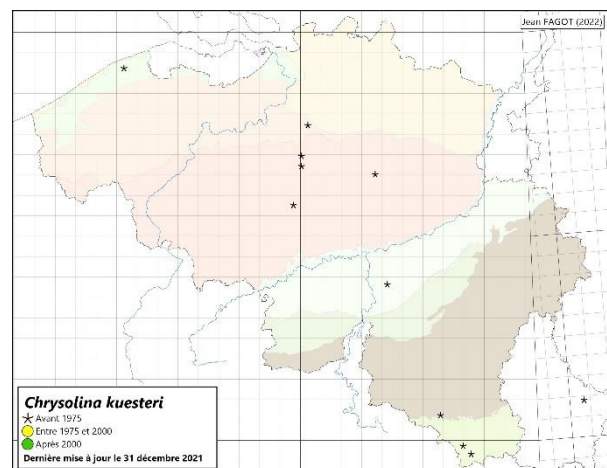 Jean FAGOT (2022)
Chrysolina kuesteri
Avant 1975
Entre 1975 et 2000
Après 2000
Dernière mise à jour le 31 décembre 2021